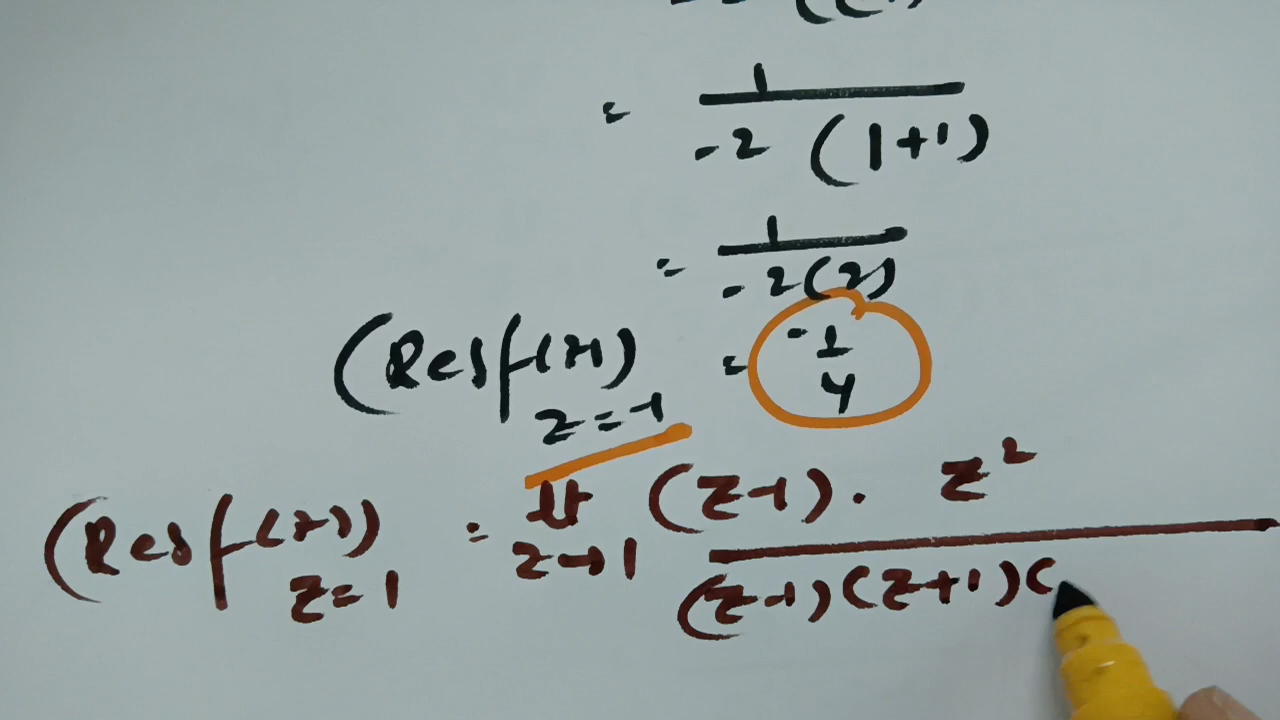 = 1 / -2 (1+1)
= 1 / -2(2)
(Res f(z) z=-1 = -1/4
(Res f(z) z=1 = lt z→1 (z-1) . z² / (z-1)(z+1)(